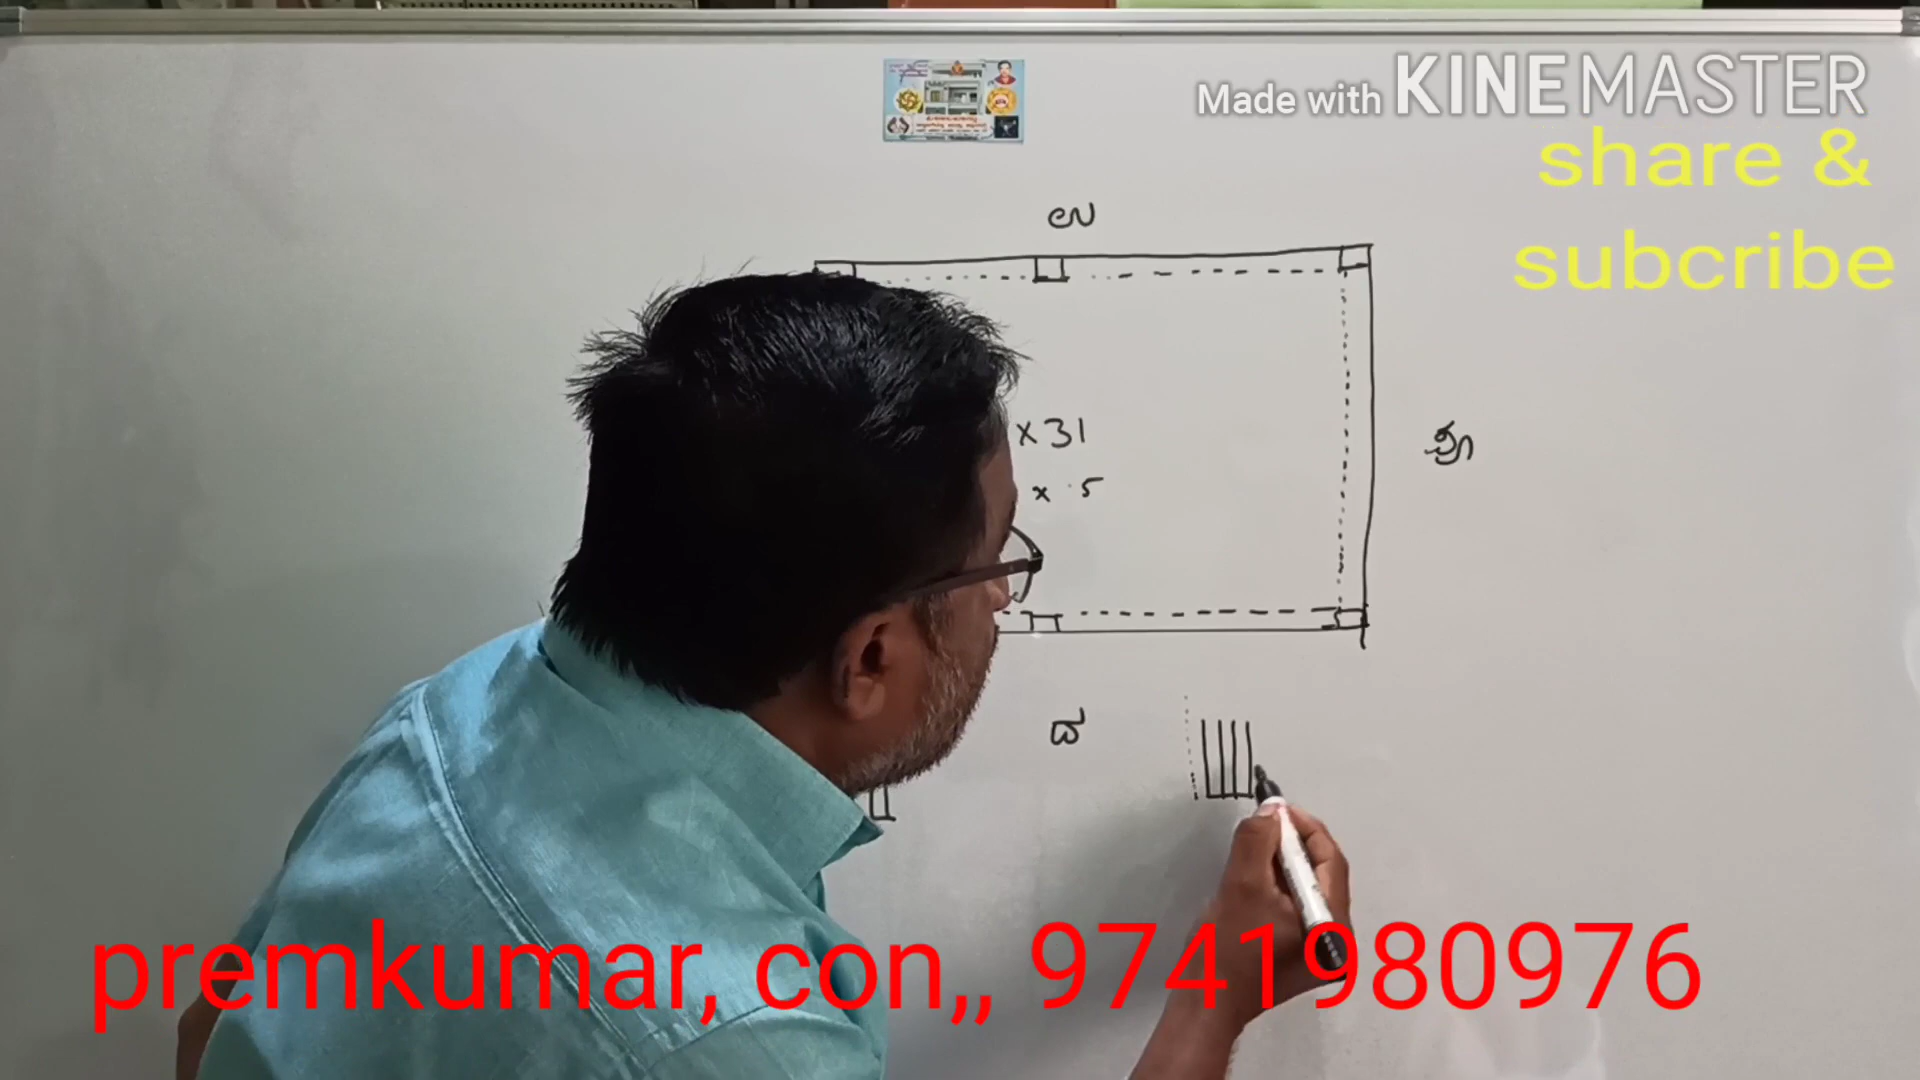 Made with KINEMASTER
share &
subcribe
ಉ
x 31
x .5
ಪೂ
ದ
premkumar, con,, 9741980976